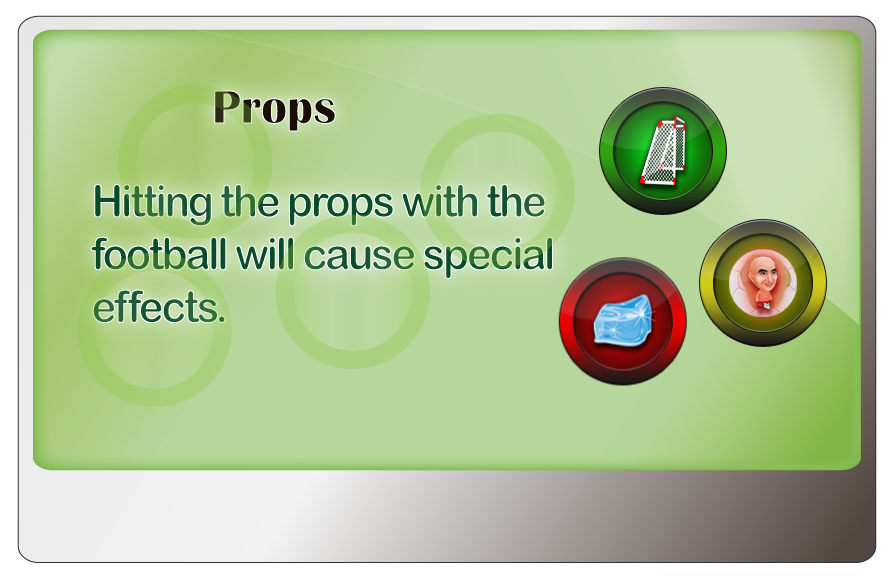 Props
Hitting the props with the
football will cause special
effects.